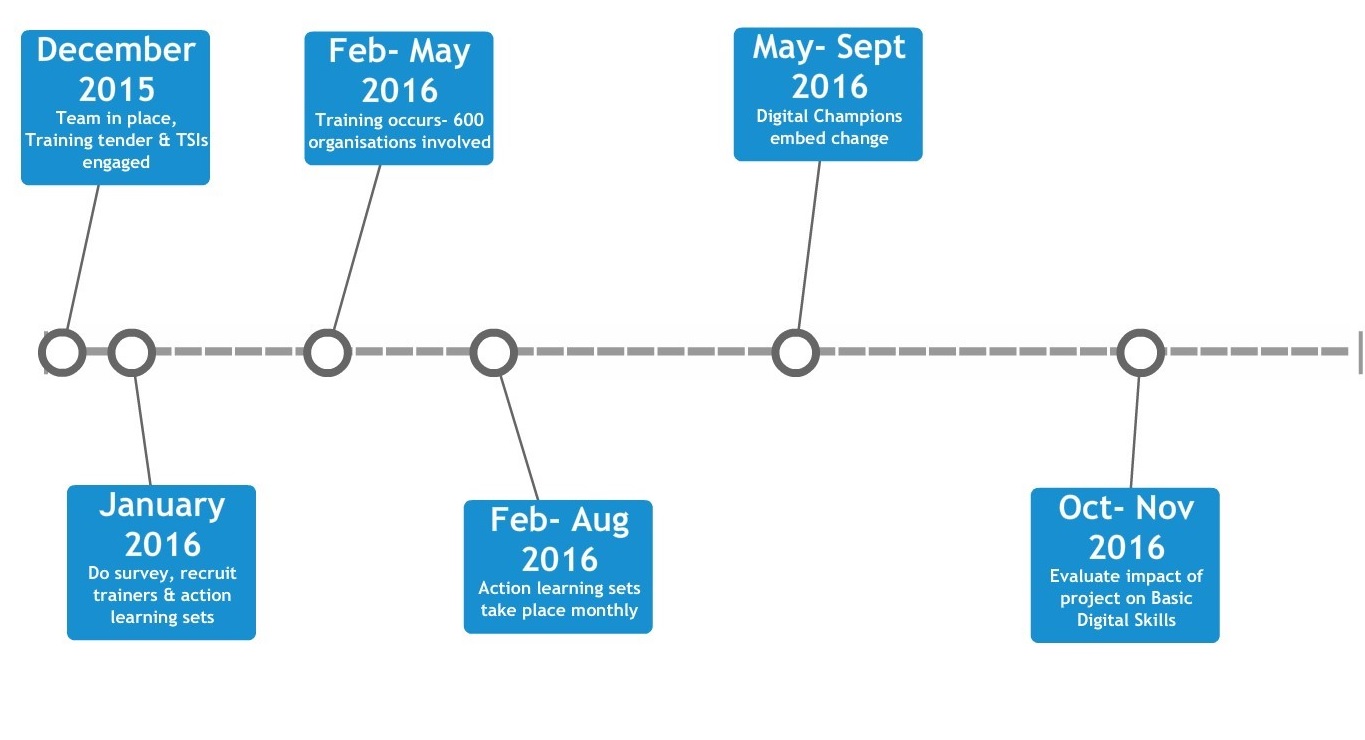 December
2015
Team in place,
Training tender & TSIs
engaged
January
2016
Do survey, recruit
trainers & action
learning sets
Feb- May
2016
Training occurs- 600
organisations involved
Feb- Aug
2016
Action learning sets
take place monthly
May- Sept
2016
Digital Champions
embed change
Oct- Nov
2016
Evaluate impact of
project on Basic
Digital Skills